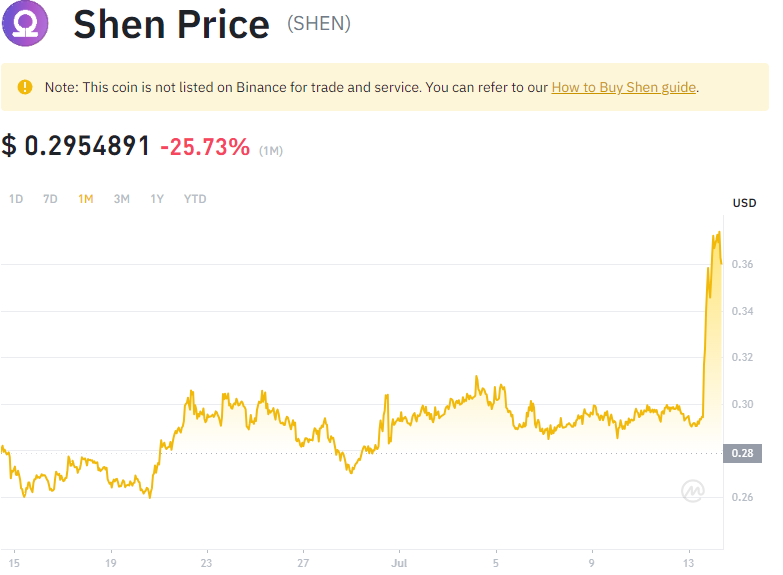 Shen Price (SHEN)
Note: This coin is not listed on Binance for trade and service. You can refer to our How to Buy Shen guide.
$ 0.2954891 -25.73% (1M)
1D 7D 1M 3M 1Y YTD
USD
0.36
0.34
0.32
0.30
0.28
0.26
15 19 23 27 Jul 5 9 13